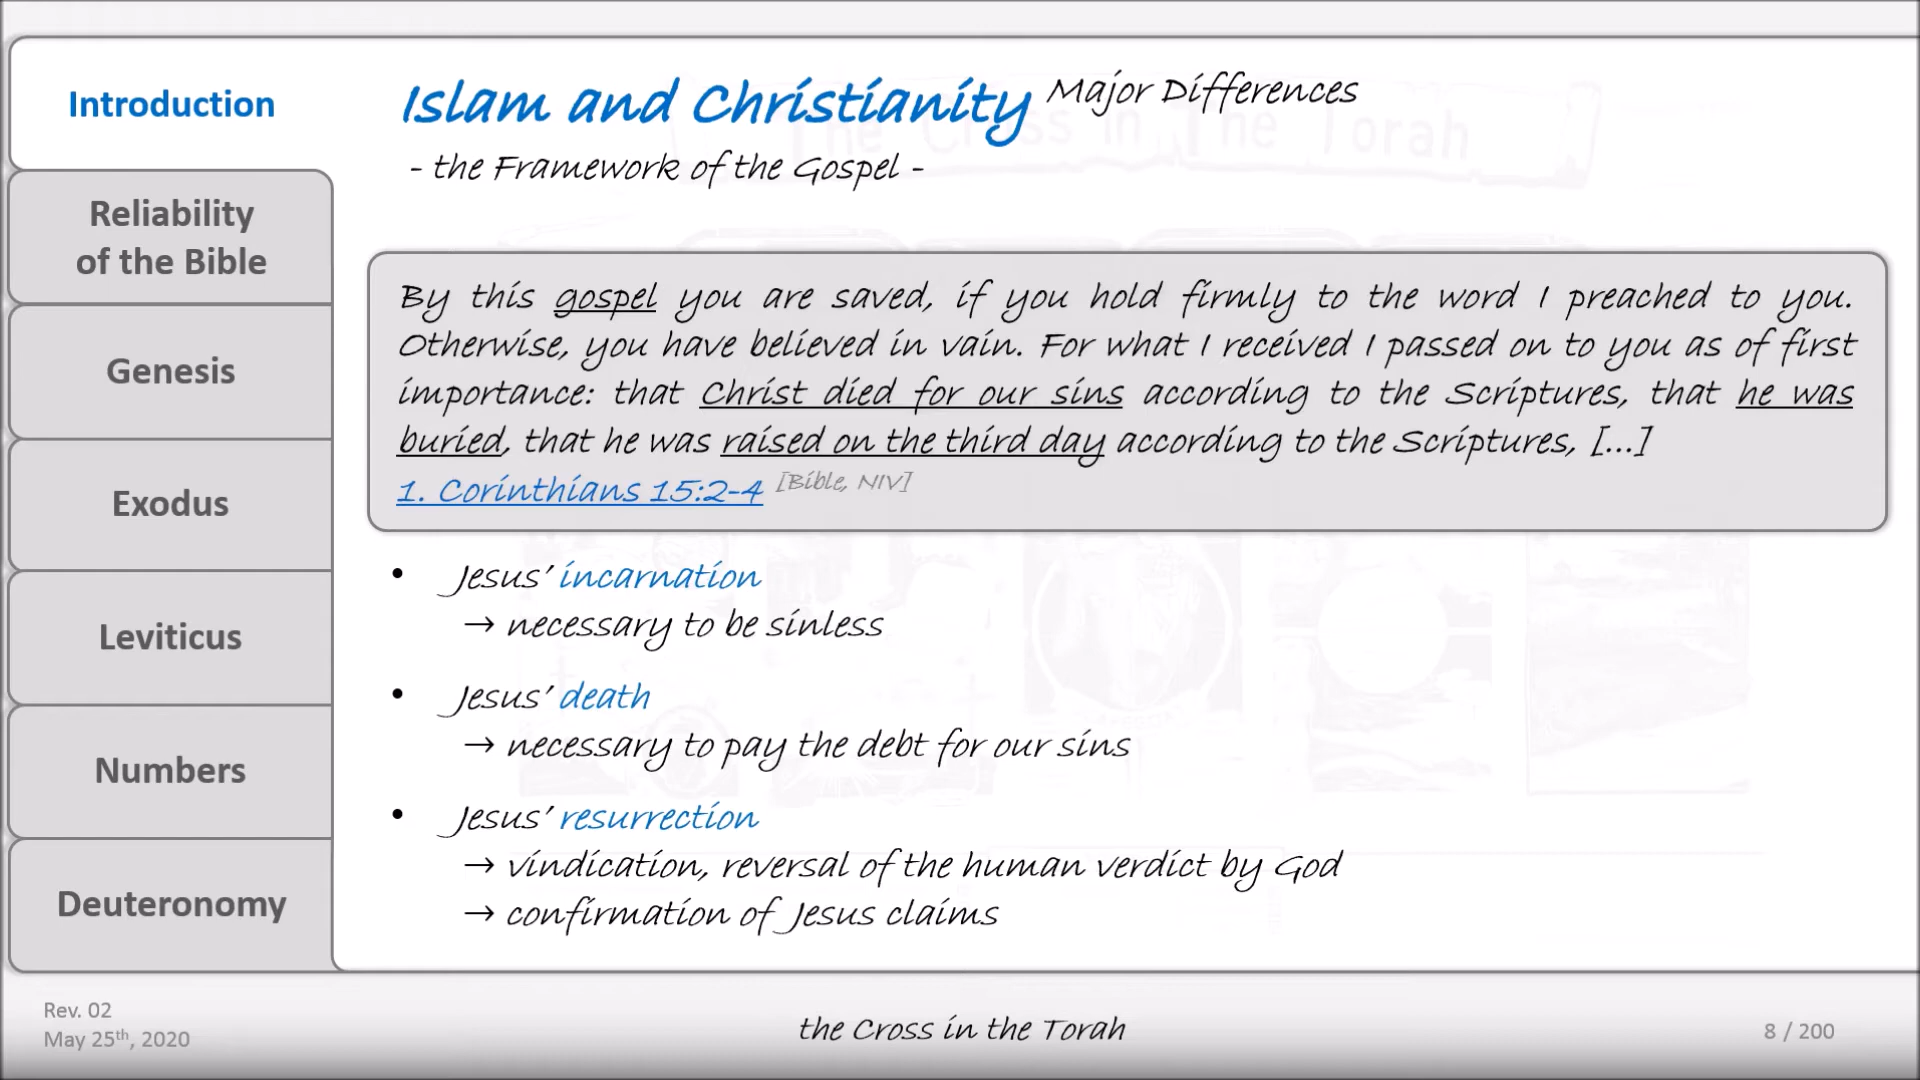 Introduction
Reliability
of the Bible
Genesis
Exodus
Leviticus
Numbers
Deuteronomy
Islam and Christianity Major Differences
- the Framework of the Gospel -
The Cross in The Torah
By this gospel you are saved, if you hold firmly to the word I preached to you.
Otherwise, you have believed in vain. For what I received I passed on to you as of first
importance: that Christ died for our sins according to the Scriptures, that he was
buried, that he was raised on the third day according to the Scriptures, [...]
1. Corinthians 15:2-4 [Bible, NIV]
• Jesus’ incarnation
→ necessary to be sinless
• Jesus’ death
→ necessary to pay the debt for our sins
• Jesus’ resurrection
→ vindication, reversal of the human verdict by God
→ confirmation of Jesus claims
Rev. 02
May 25th, 2020
the Cross in the Torah
8 / 200